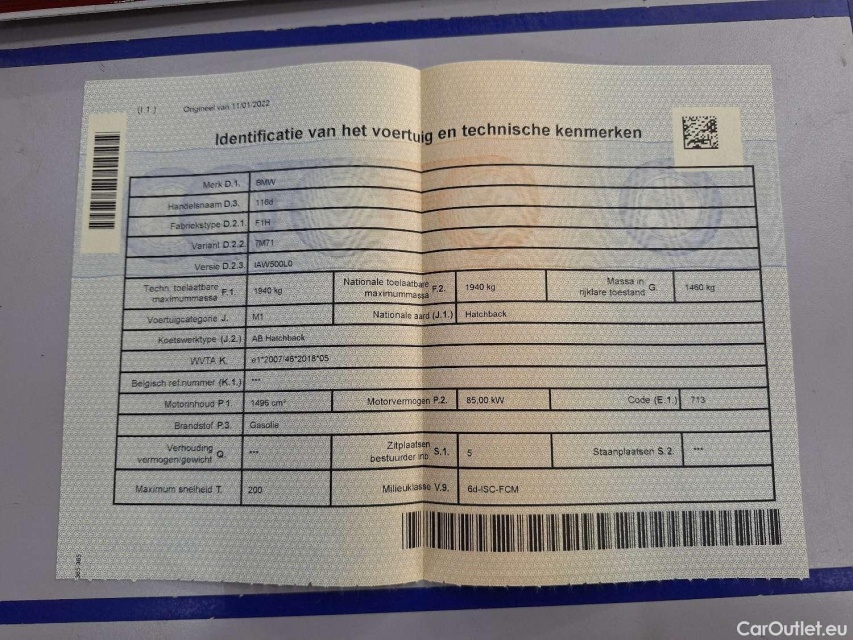 (I.1.) Origineel van 11/01/2022
Identificatie van het voertuig en technische kenmerken
Merk D.1. BMW
Handelsnaam D.3. 116d
Fabriekstype D.2.1. F1H
Variant D.2.2. 7M71
Versie D.2.3. IAW500L0
Techn. toelaatbare maximummassa F.1. 1940 kg Nationale toelaatbare maximummassa F.2. 1940 kg Massa in rijklare toestand G. 1460 kg
Voertuigcategorie J. M1 Nationale aard (J.1.) Hatchback
Koetswerktype (J.2.) AB Hatchback
WVTA K. e1*2007/46*2018*05
Belgisch ref.nummer (K.1.) ***
Motorinhoud P.1. 1496 cm³ Motorvermogen P.2. 85,00 kW Code (E.1.) 713
Brandstof P.3. Gasolie
Verhouding vermogen/gewicht Q. *** Zitplaatsen bestuurder inb. S.1. 5 Staanplaatsen S.2. ***
Maximum snelheid T. 200 Milieuklasse V.9. 6d-ISC-FCM
CarOutlet.eu